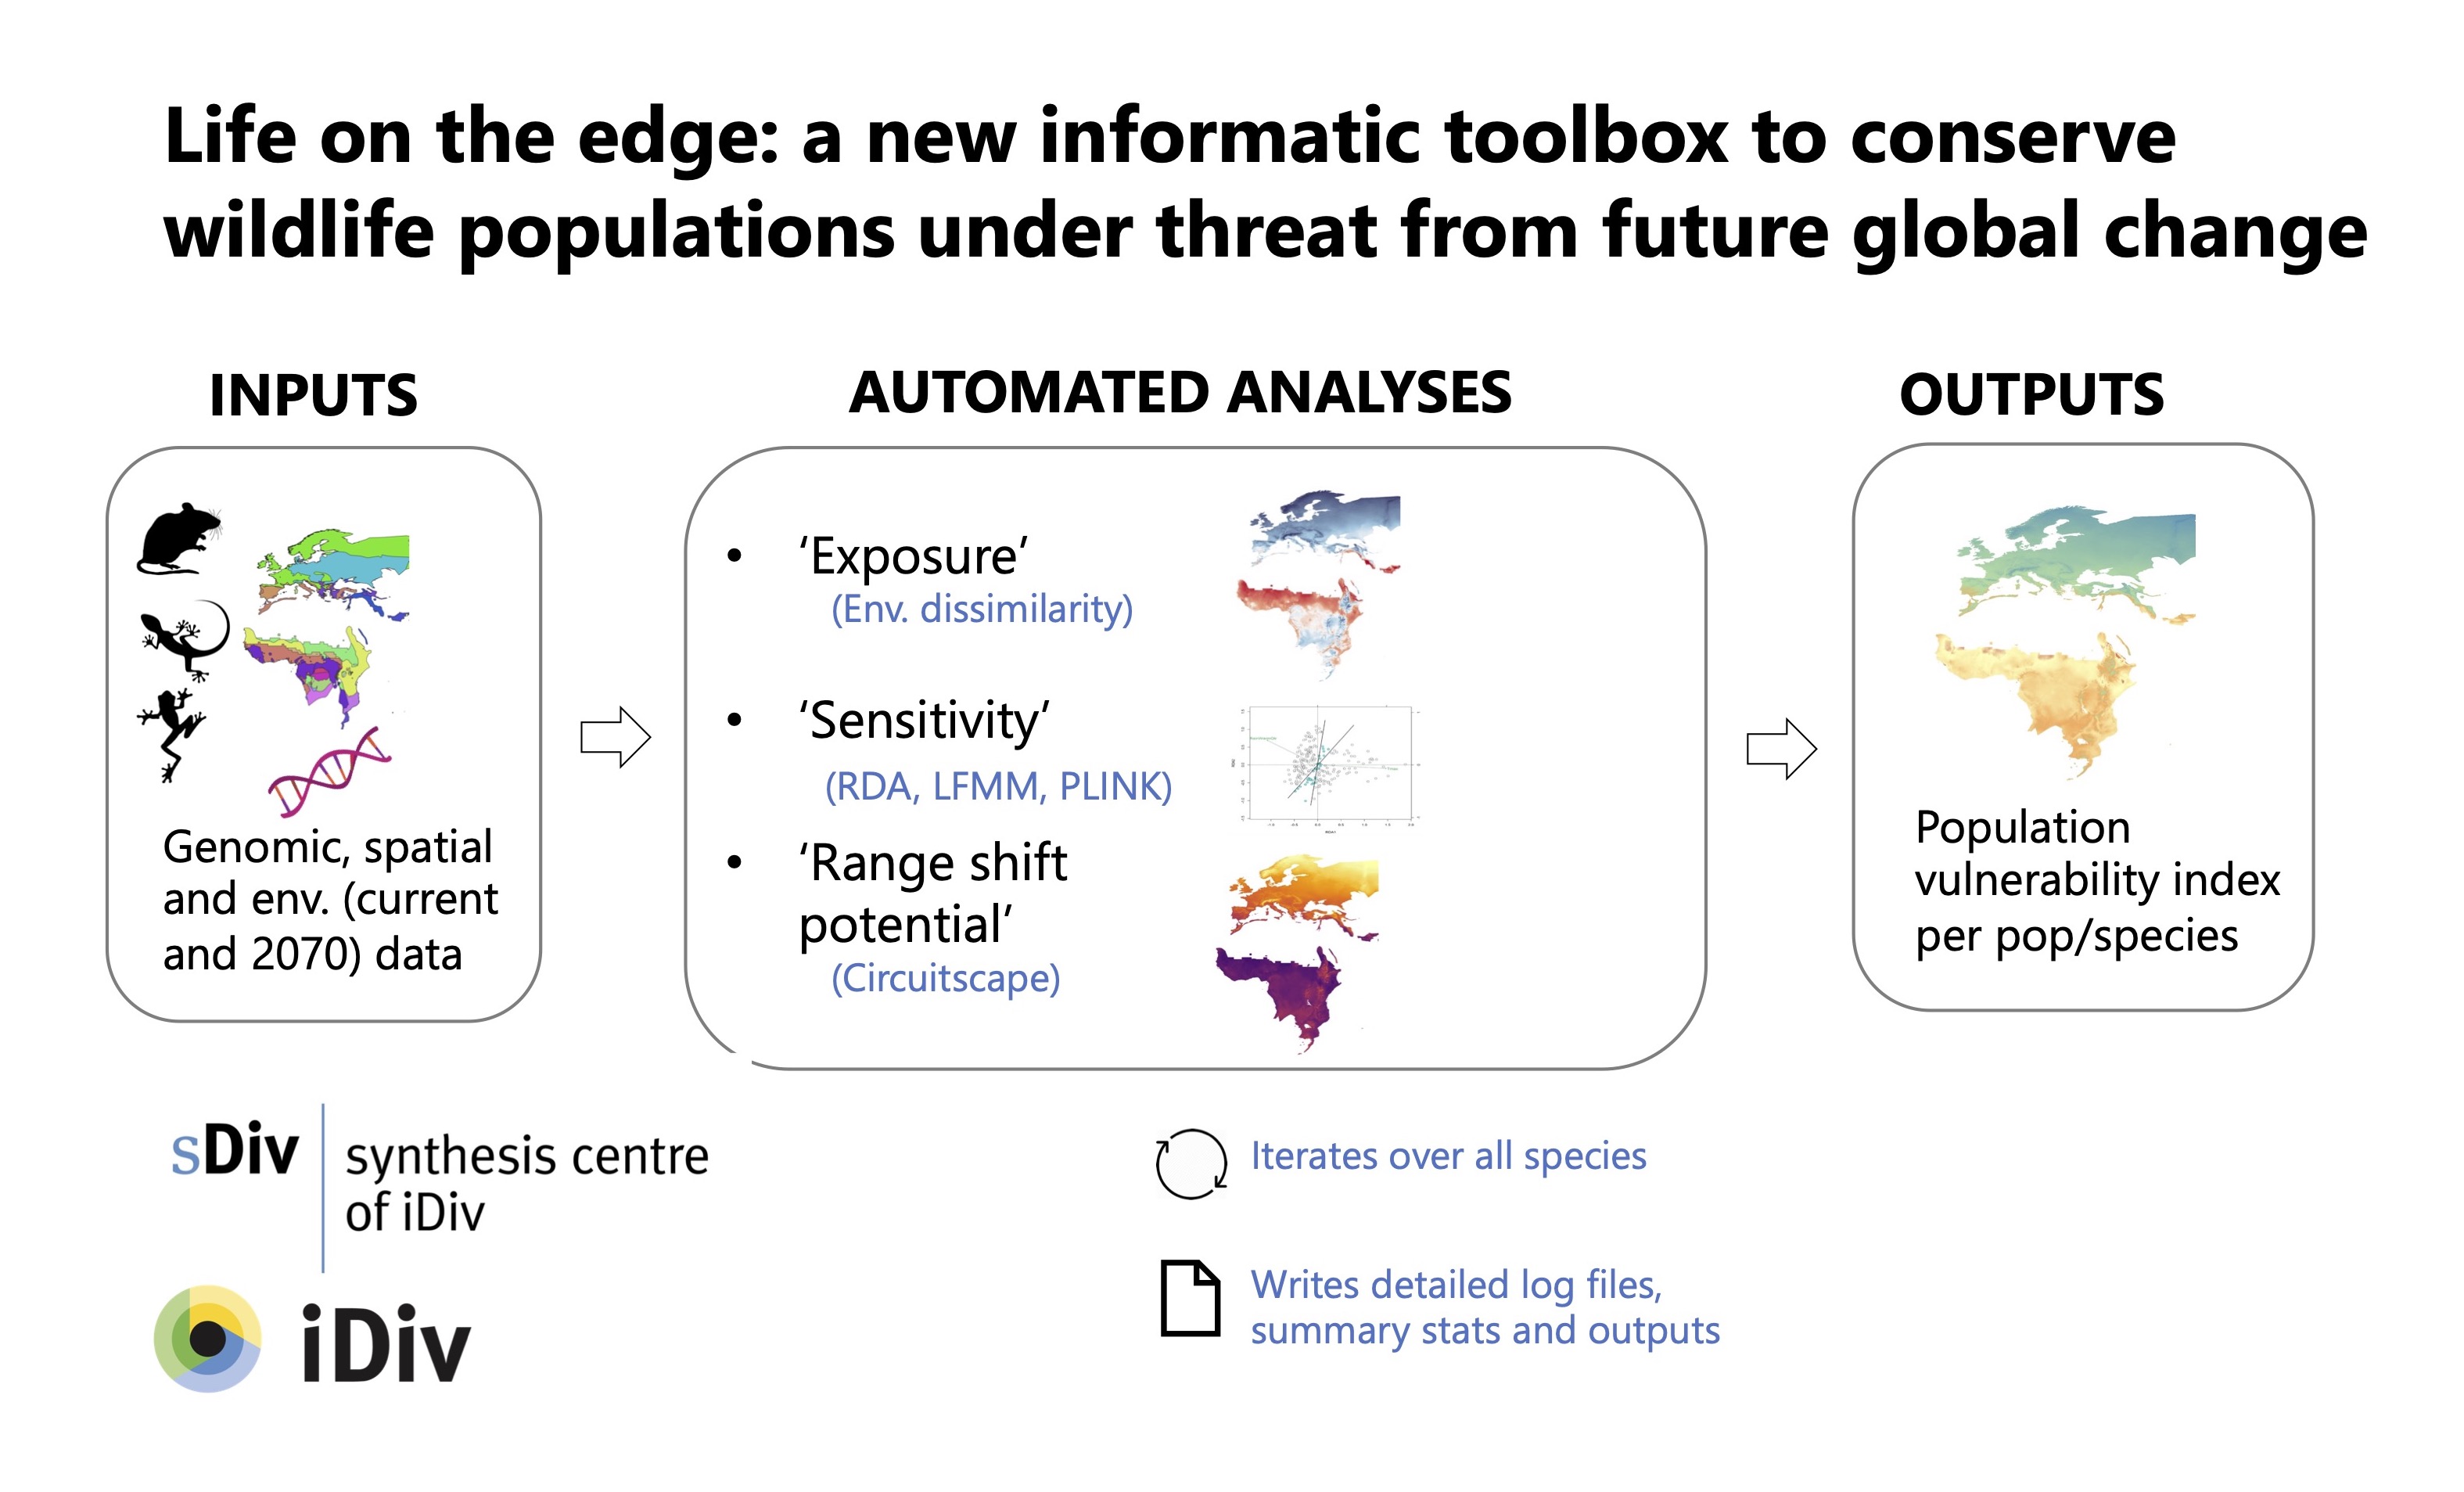 Life on the edge: a new informatic toolbox to conserve
wildlife populations under threat from future global change
INPUTS
Genomic, spatial
and env. (current
and 2070) data
AUTOMATED ANALYSES
• ‘Exposure’
(Env. dissimilarity)
• ‘Sensitivity’
(RDA, LFMM, PLINK)
• ‘Range shift
potential’
(Circuitscape)
OUTPUTS
Population
vulnerability index
per pop/species
sDiv
synthesis centre
of iDiv
iDiv
Iterates over all species
Writes detailed log files,
summary stats and outputs